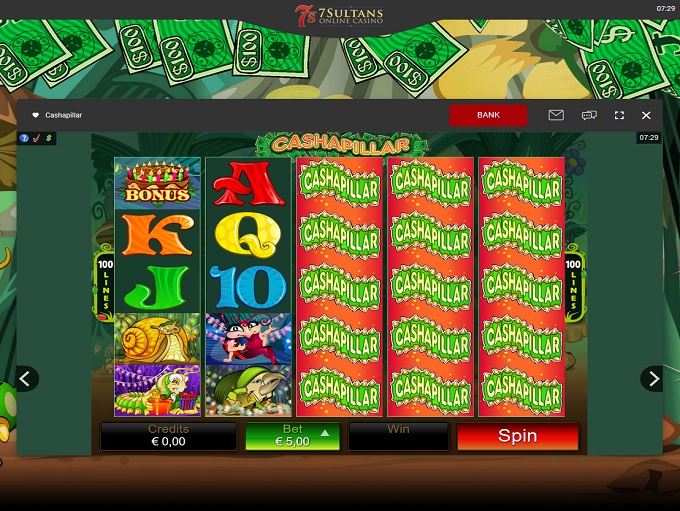 7s 7SULTANS
ONLINE CASINO
07:29
$100
$100
$100
$100
$100
$100
Cashapillar
BANK
? $
07:29
CASHAPILLAR
BONUS A CASHAPILLAR CASHAPILLAR CASHAPILLAR
K Q CASHAPILLAR CASHAPILLAR CASHAPILLAR
J 10 CASHAPILLAR CASHAPILLAR CASHAPILLAR
CASHAPILLAR CASHAPILLAR CASHAPILLAR
CASHAPILLAR CASHAPILLAR CASHAPILLAR
100 LINES
100 LINES
Credits
€ 0,00
Bet
€ 5,00
Win
Spin